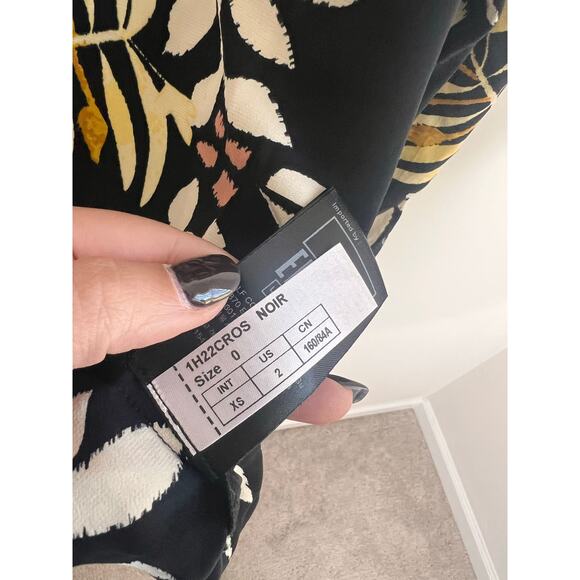 Imported by
1H22CROS NOIR
Size 0
INT US CN
XS 2 160/84A